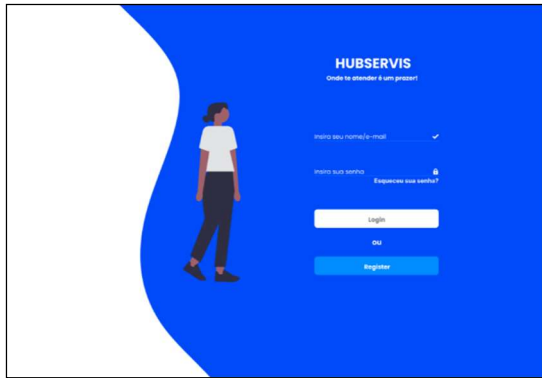 HUBSERVIS
Onde te atender é um prazer!
Insira seu nome/e-mail
Insira sua senha
Esqueceu sua senha?
Login
OU
Register